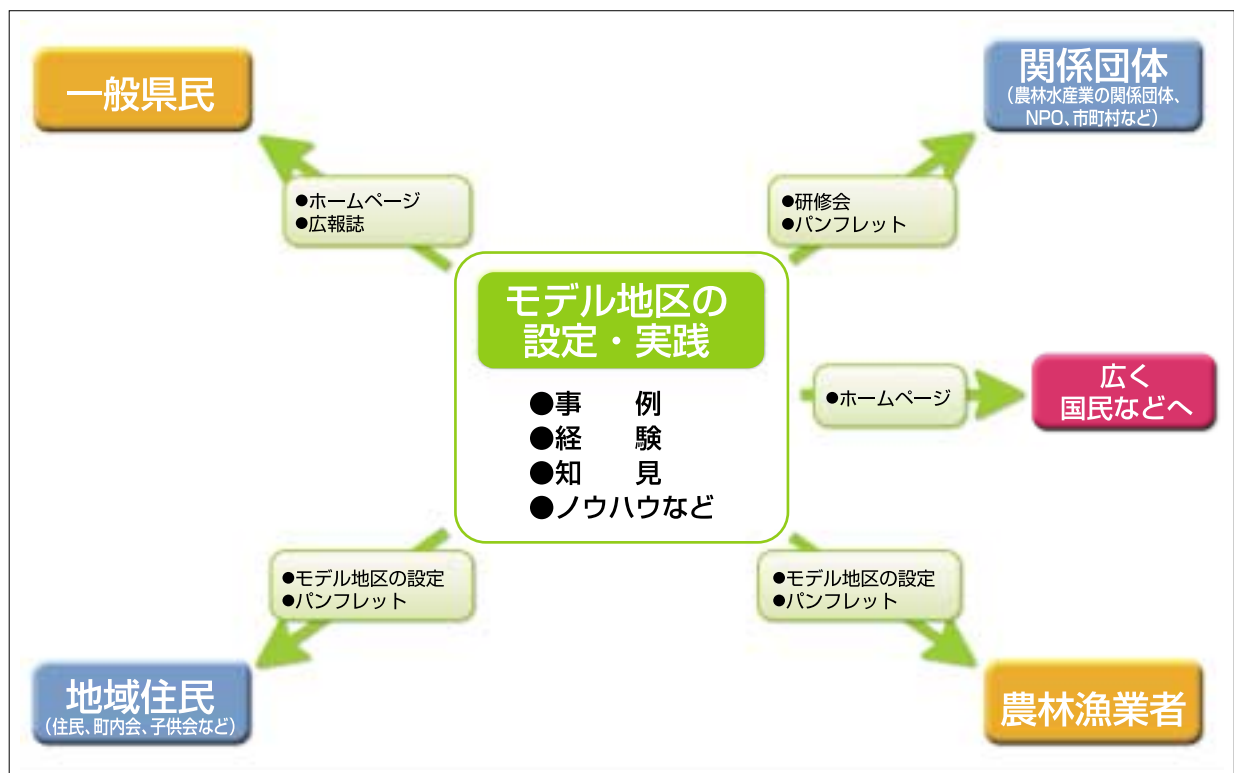 一般県民
関係団体
（農林水産業の関係団体、
NPO、市町村など）
●ホームページ
●広報誌
●研修会
●パンフレット
モデル地区の
設定・実践
●事　例
●経　験
●知　見
●ノウハウなど
●ホームページ
広く
国民などへ
●モデル地区の設定
●パンフレット
●モデル地区の設定
●パンフレット
地域住民
（住民、町内会、子供会など）
農林漁業者